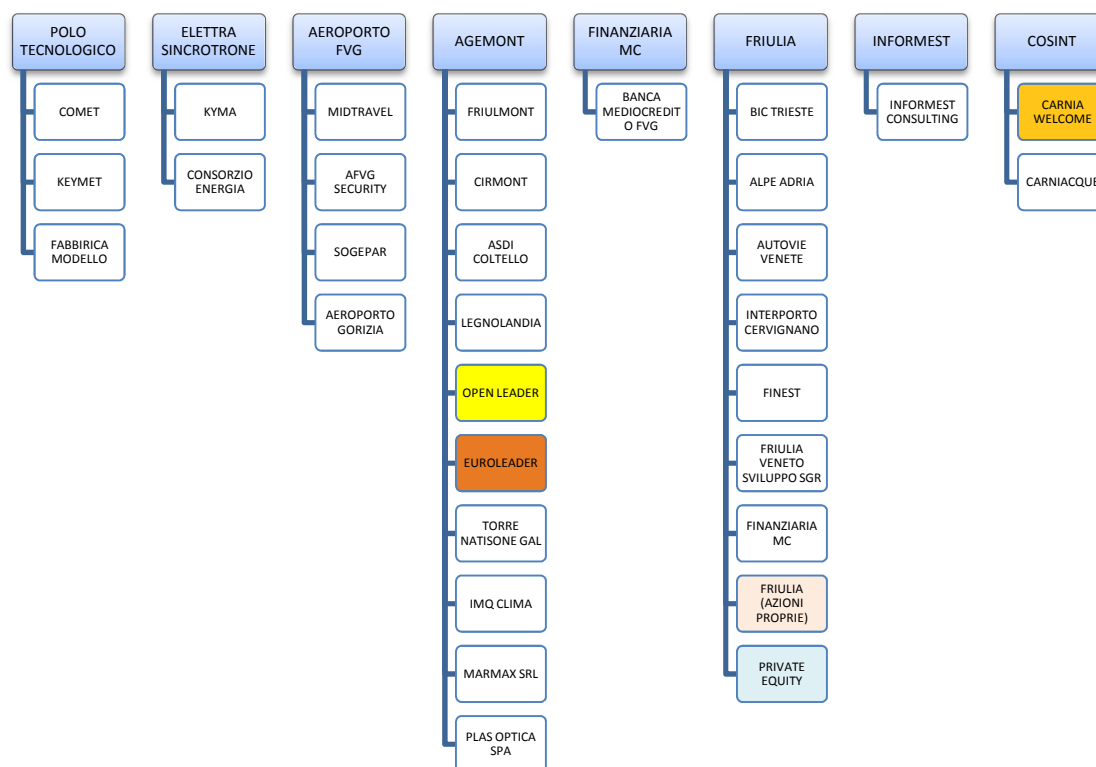 POLO
TECNOLOGICO
COMET
KEYMET
FABBIRICA
MODELLO
ELETTRA
SINCROTRONE
KYMA
CONSORZIO
ENERGIA
AEROPORTO
FVG
MIDTRAVEL
AFVG
SECURITY
SOGEPAR
AEROPORTO
GORIZIA
AGEMONT
FRIULMONT
CIRMONT
ASDI
COLTELLO
LEGNOLANDIA
OPEN LEADER
EUROLEADER
TORRE
NATISONE GAL
IMQ CLIMA
MARMAX SRL
PLAS OPTICA
SPA
FINANZIARIA
MC
BANCA
MEDIOCREDIT
O FVG
FRIULIA
BIC TRIESTE
ALPE ADRIA
AUTOVIE
VENETE
INTERPORTO
CERVIGNANO
FINEST
FRIULIA
VENETO
SVILUPPO SGR
FINANZIARIA
MC
FRIULIA
(AZIONI
PROPRIE)
PRIVATE
EQUITY
INFORMEST
INFORMEST
CONSULTING
COSINT
CARNIA
WELCOME
CARNIACQUE